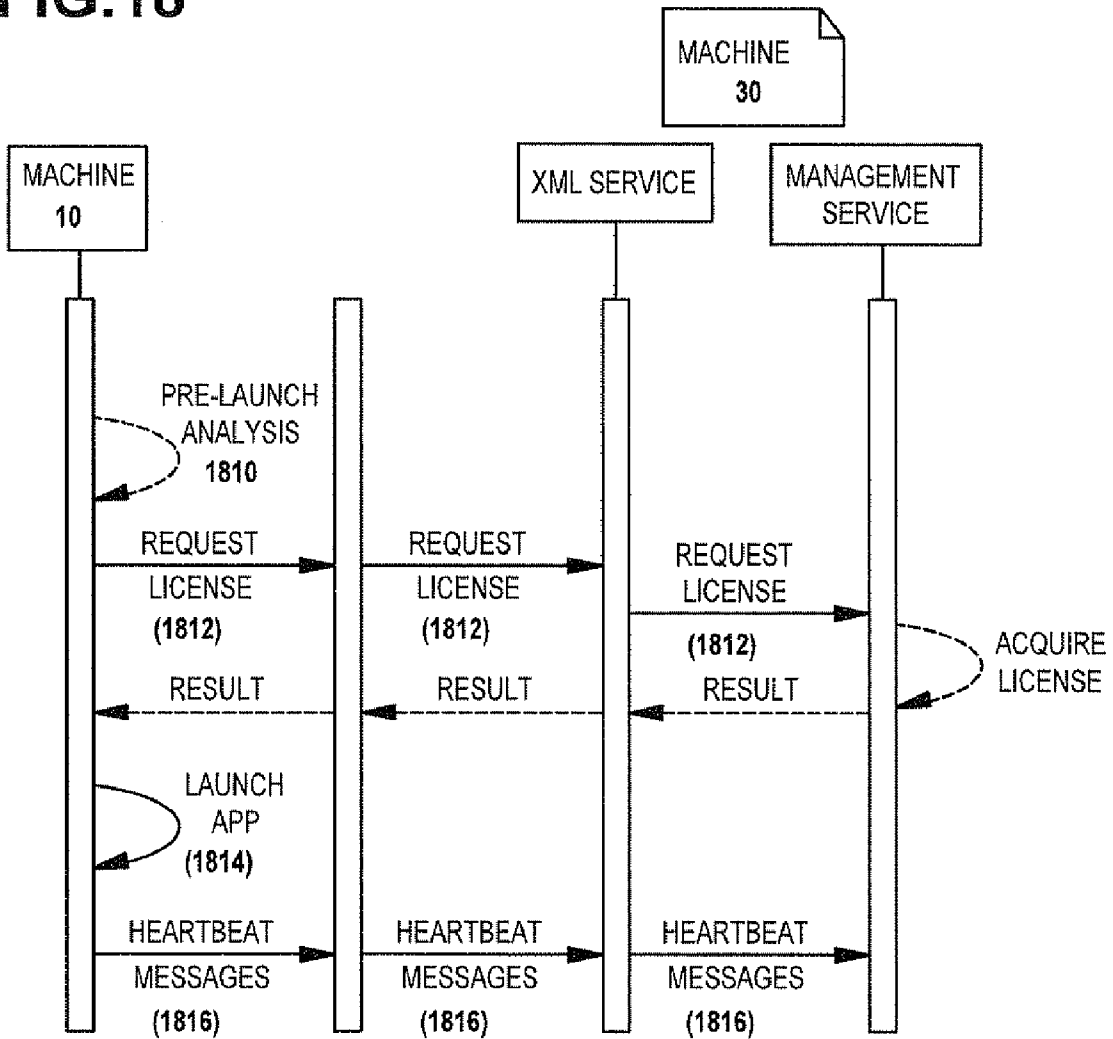 FIG.18
MACHINE
30
MACHINE
10
XML SERVICE
MANAGEMENT
SERVICE
PRE-LAUNCH
ANALYSIS
1810
REQUEST
LICENSE
(1812)
REQUEST
LICENSE
(1812)
REQUEST
LICENSE
(1812)
ACQUIRE
LICENSE
RESULT
RESULT
RESULT
LAUNCH
APP
(1814)
HEARTBEAT
MESSAGES
(1816)
HEARTBEAT
MESSAGES
(1816)
HEARTBEAT
MESSAGES
(1816)